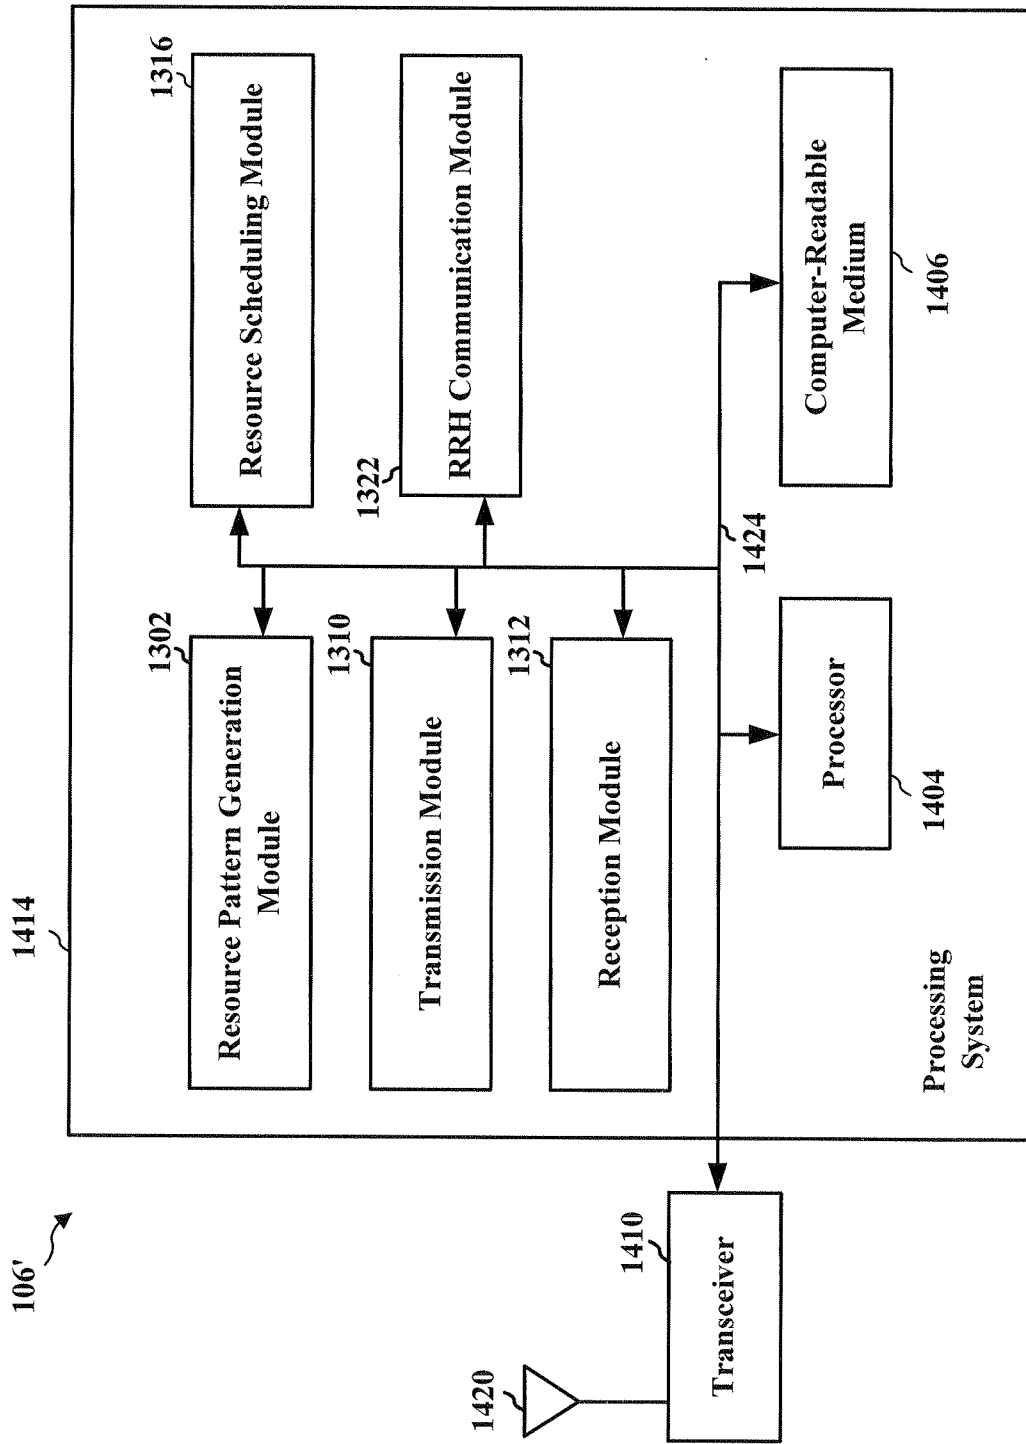 106'
1414
1302
Resource Pattern Generation
Module
1316
Resource Scheduling Module
1310
Transmission Module
1322
RRH Communication Module
1312
Reception Module
1420
1410
Transceiver
1424
Processor
1404
Computer-Readable
Medium
1406
Processing
System